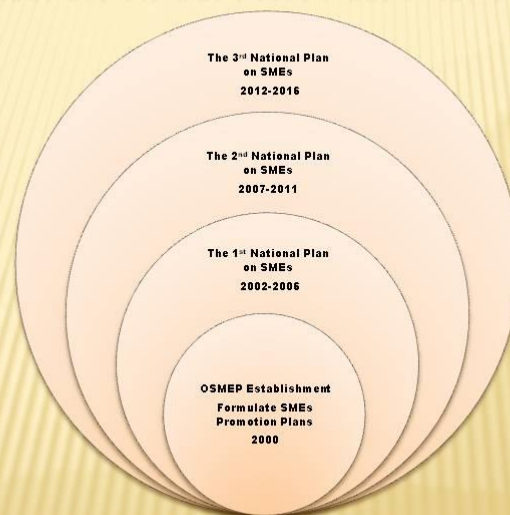 The 3rd National Plan
on SMEs
2012-2016
The 2nd National Plan
on SMEs
2007-2011
The 1st National Plan
on SMEs
2002-2006
OSMEP Establishment
Formulate SMEs
Promotion Plans
2000